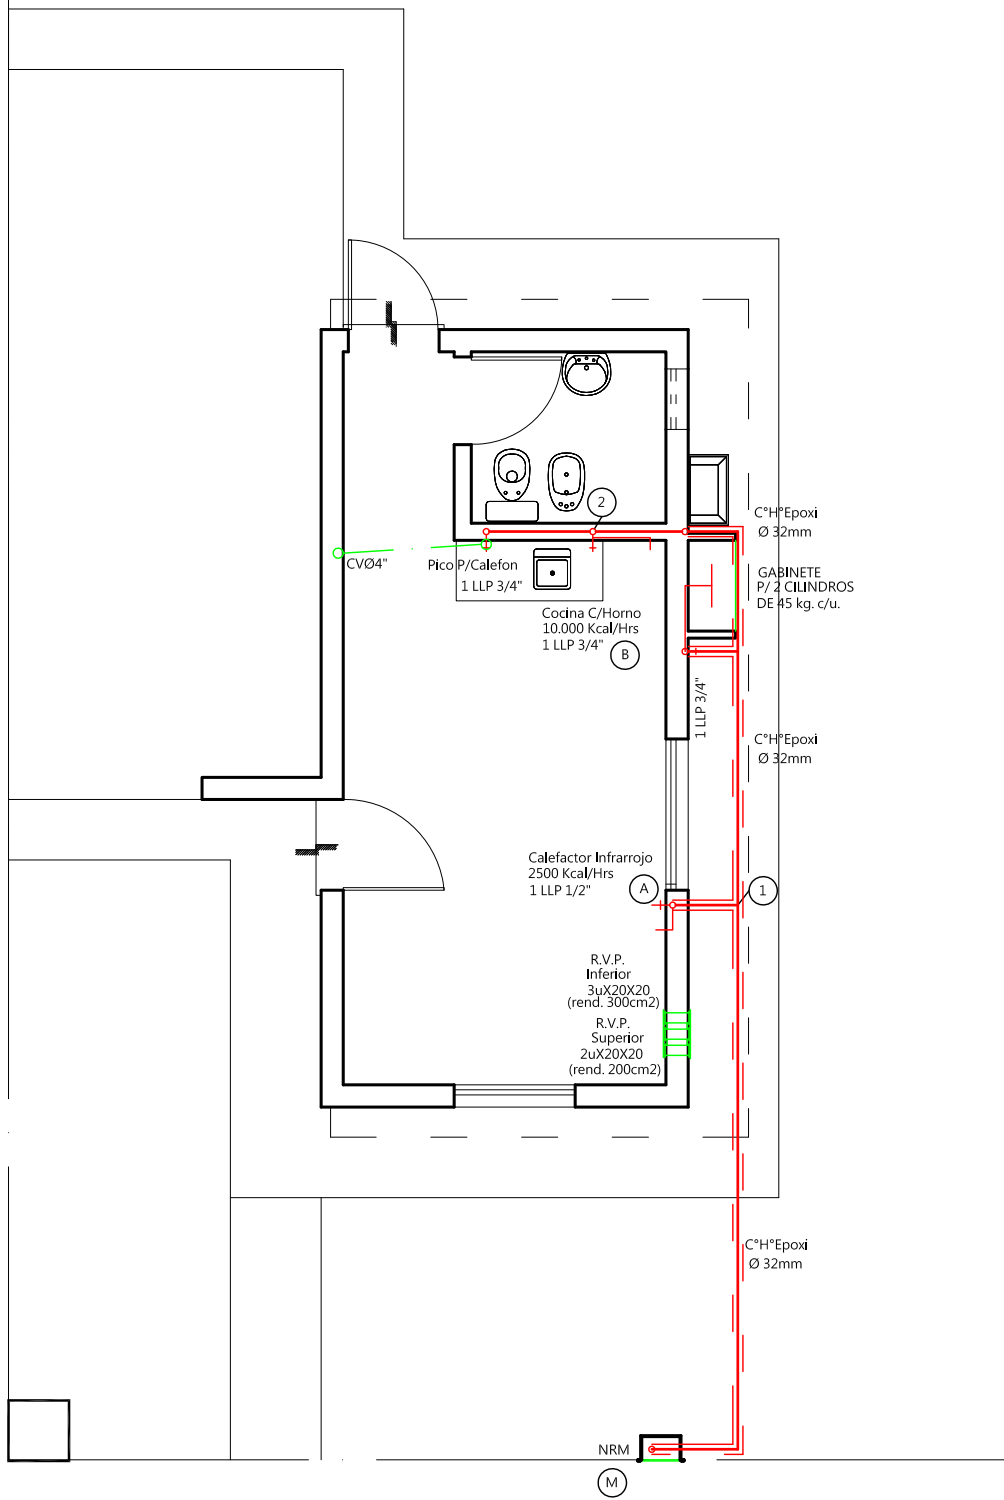 2
C°H°Epoxi
Ø 32mm
CVØ4"
Pico P/Calefon
1 LLP 3/4"
GABINETE
P/ 2 CILINDROS
DE 45 kg. c/u.
Cocina C/Horno
10.000 Kcal/Hrs
1 LLP 3/4"
B
1 LLP 3/4"
C°H°Epoxi
Ø 32mm
Calefactor Infrarrojo
2500 Kcal/Hrs
1 LLP 1/2"
A
1
R.V.P.
Inferior
3uX20X20
(rend. 300cm2)
R.V.P.
Superior
2uX20X20
(rend. 200cm2)
C°H°Epoxi
Ø 32mm
NRM
M